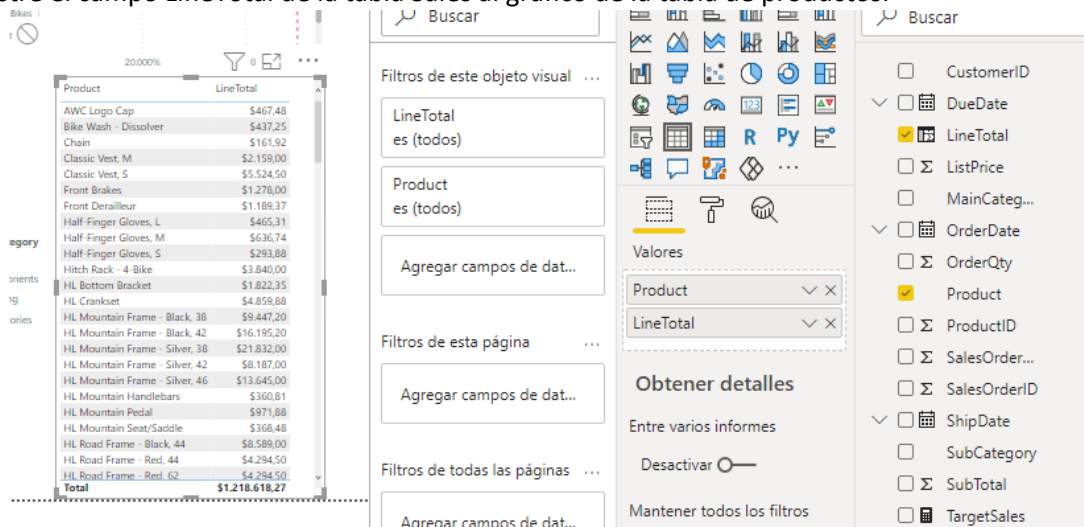 Bikes
20.000%
0
Product LineTotal
AWC Logo Cap $467,48
Bike Wash - Dissolver $437,25
Chain $161,92
Classic Vest, M $2.159,00
Classic Vest, S $5.524,50
Front Brakes $1.278,00
Front Derailleur $1.189,37
Half-Finger Gloves, L $465,31
Half-Finger Gloves, M $636,74
Half-Finger Gloves, S $293,88
Hitch Rack - 4-Bike $3.840,00
HL Bottom Bracket $1.822,35
HL Crankset $4.859,88
HL Mountain Frame - Black, 38 $9.447,20
HL Mountain Frame - Black, 42 $16.195,20
HL Mountain Frame - Silver, 38 $21.832,00
HL Mountain Frame - Silver, 42 $8.187,00
HL Mountain Frame - Silver, 46 $13.645,00
HL Mountain Handlebars $360,81
HL Mountain Pedal $971,88
HL Mountain Seat/Saddle $368,48
HL Road Frame - Black, 44 $8.589,00
HL Road Frame - Red, 44 $4.294,50
HL Road Frame - Red, 62 $4.294,50
Total $1.218.618,27
Buscar
Filtros de este objeto visual ...
LineTotal
es (todos)
Product
es (todos)
Agregar campos de dat...
Filtros de esta página ...
Agregar campos de dat...
Filtros de todas las páginas ...
Agregar campos de dat...
123
R Py
...
Valores
Product
LineTotal
Obtener detalles
Entre varios informes
Desactivar
Mantener todos los filtros
Buscar
CustomerID
DueDate
LineTotal
Σ ListPrice
MainCateg...
OrderDate
Σ OrderQty
Product
Σ ProductID
Σ SalesOrder...
Σ SalesOrderID
ShipDate
SubCategory
Σ SubTotal
TargetSales